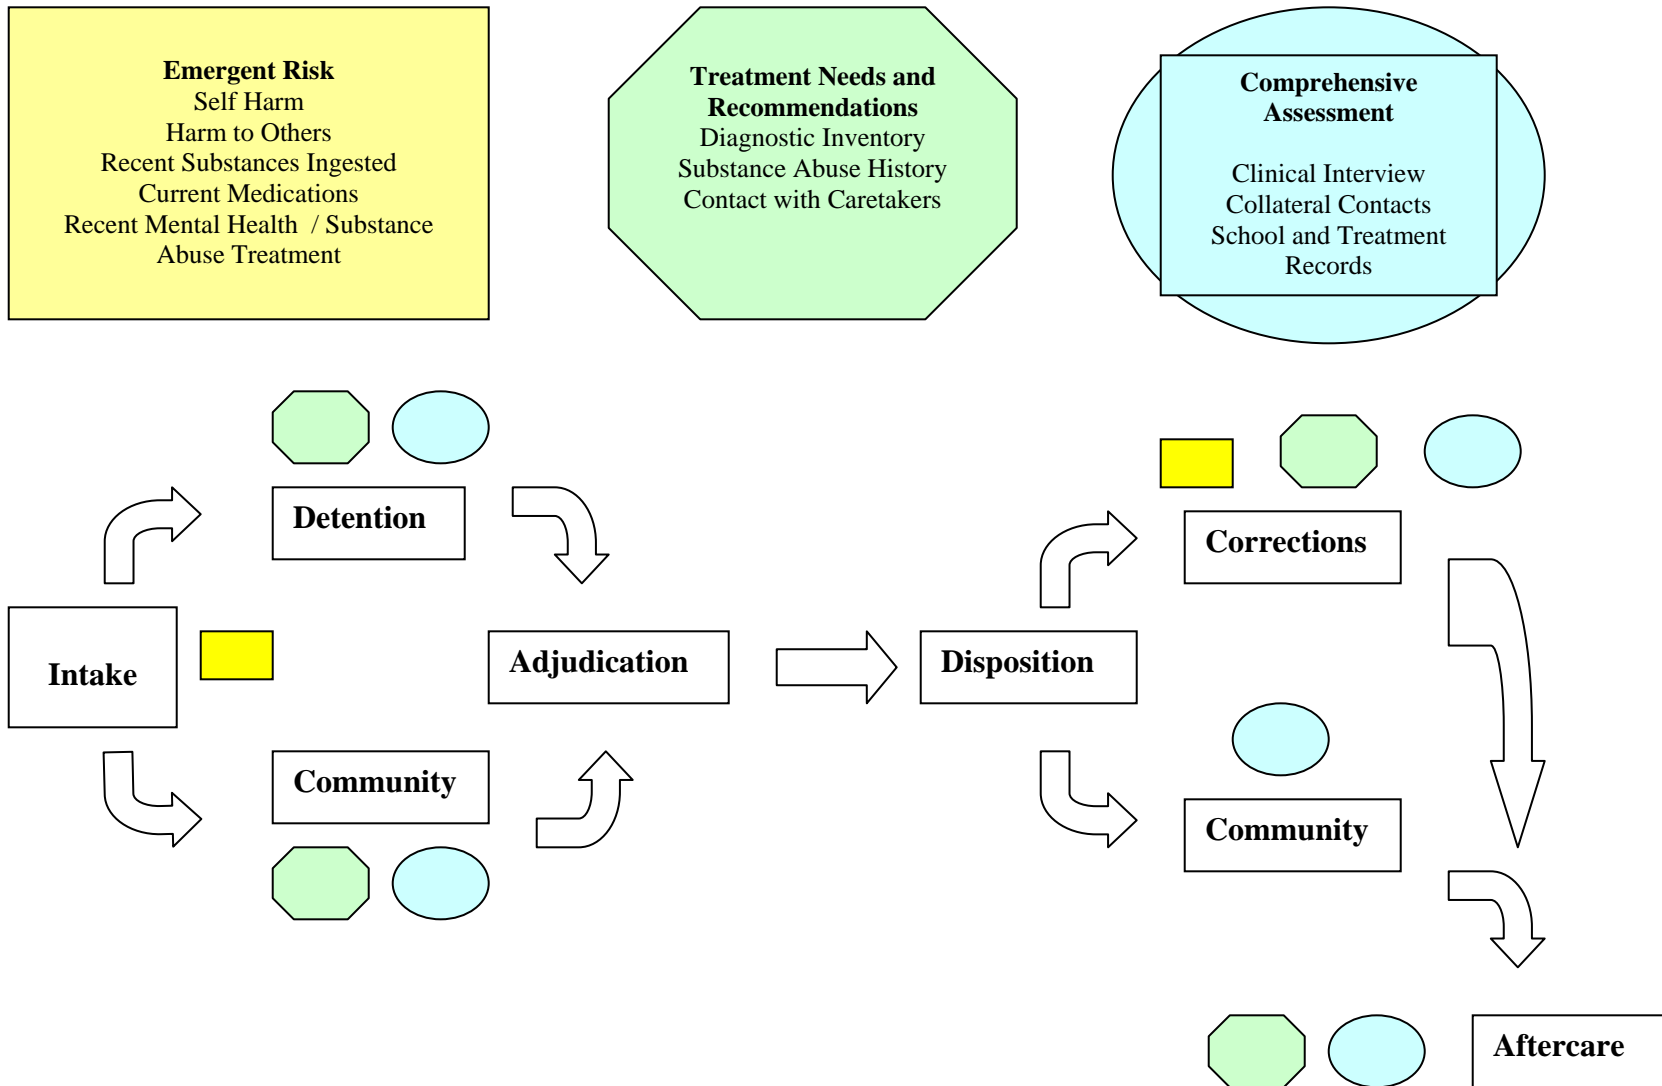 Emergent Risk
Self Harm
Harm to Others
Recent Substances Ingested
Current Medications
Recent Mental Health / Substance
Abuse Treatment
Treatment Needs and
Recommendations
Diagnostic Inventory
Substance Abuse History
Contact with Caretakers
Comprehensive
Assessment
Clinical Interview
Collateral Contacts
School and Treatment
Records
Detention
Corrections
Intake
Adjudication
Disposition
Community
Community
Aftercare